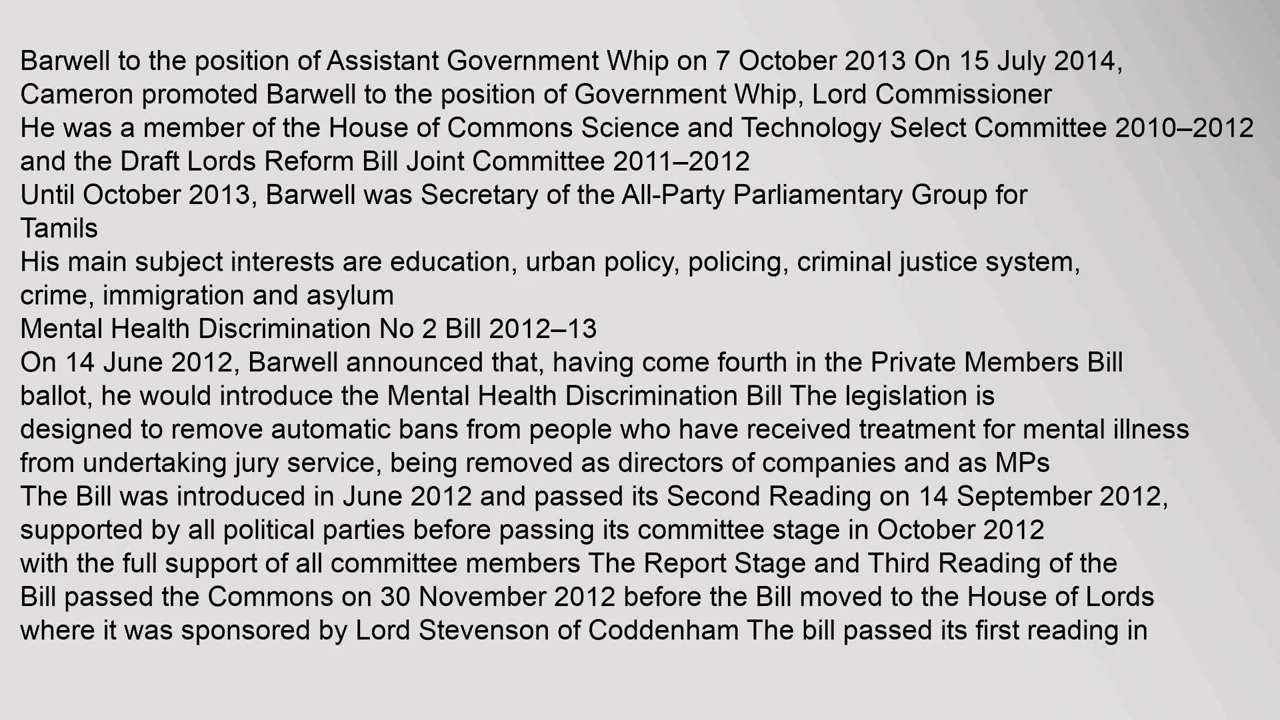 Barwell to the position of Assistant Government Whip on 7 October 2013 On 15 July 2014,
Cameron promoted Barwell to the position of Government Whip, Lord Commissioner
He was a member of the House of Commons Science and Technology Select Committee 2010–2012
and the Draft Lords Reform Bill Joint Committee 2011–2012
Until October 2013, Barwell was Secretary of the All-Party Parliamentary Group for
Tamils
His main subject interests are education, urban policy, policing, criminal justice system,
crime, immigration and asylum
Mental Health Discrimination No 2 Bill 2012–13
On 14 June 2012, Barwell announced that, having come fourth in the Private Members Bill
ballot, he would introduce the Mental Health Discrimination Bill The legislation is
designed to remove automatic bans from people who have received treatment for mental illness
from undertaking jury service, being removed as directors of companies and as MPs
The Bill was introduced in June 2012 and passed its Second Reading on 14 September 2012,
supported by all political parties before passing its committee stage in October 2012
with the full support of all committee members The Report Stage and Third Reading of the
Bill passed the Commons on 30 November 2012 before the Bill moved to the House of Lords
where it was sponsored by Lord Stevenson of Coddenham The bill passed its first reading in